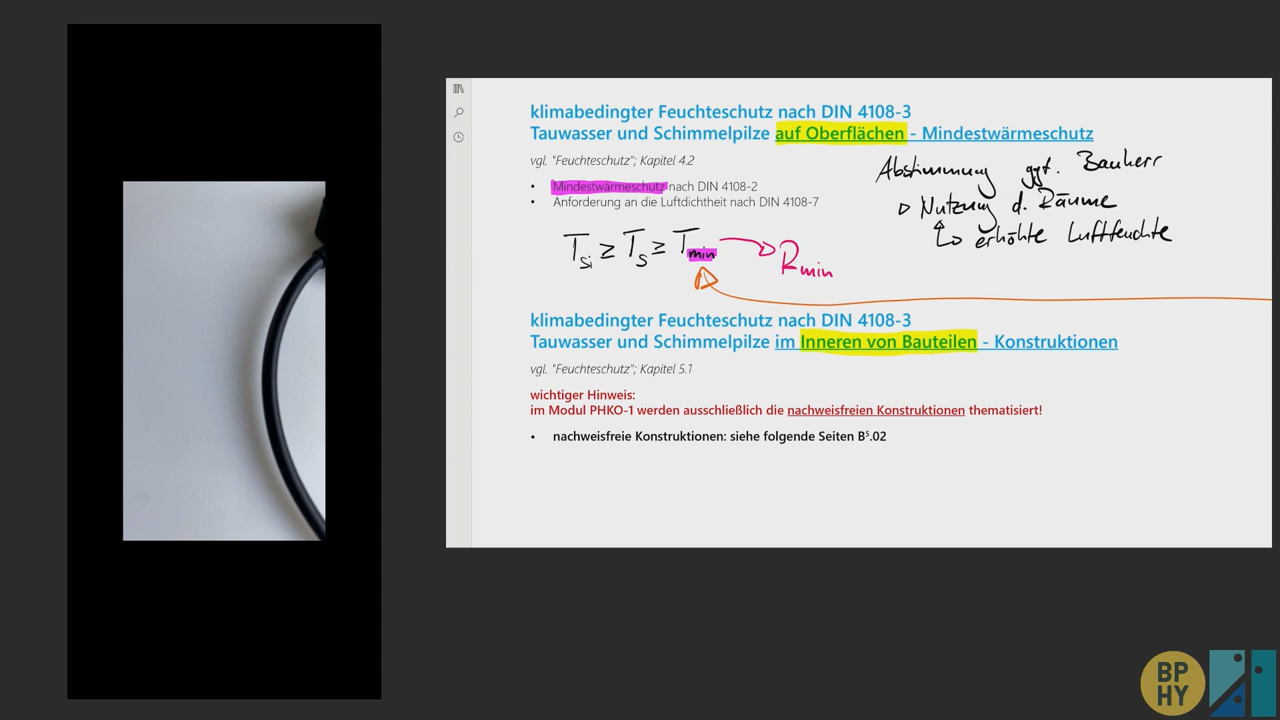 klimabedingter Feuchteschutz nach DIN 4108-3
Tauwasser und Schimmelpilze auf Oberflächen - Mindestwärmeschutz
vgl. "Feuchteschutz"; Kapitel 4.2
Abstimmung ggf. Bauherr
• Mindestwärmeschutz nach DIN 4108-2
• Anforderung an die Luftdichtheit nach DIN 4108-7
▷ Nutzung d. Räume
↳ erhöhte Luftfeuchte
Tsi ≥ Ts ≥ Tmin → Rmin
klimabedingter Feuchteschutz nach DIN 4108-3
Tauwasser und Schimmelpilze im Inneren von Bauteilen - Konstruktionen
vgl. "Feuchteschutz"; Kapitel 5.1
wichtiger Hinweis:
im Modul PHKO-1 werden ausschließlich die nachweisfreien Konstruktionen thematisiert!
• nachweisfreie Konstruktionen: siehe folgende Seiten B⁵.02
BP
HY